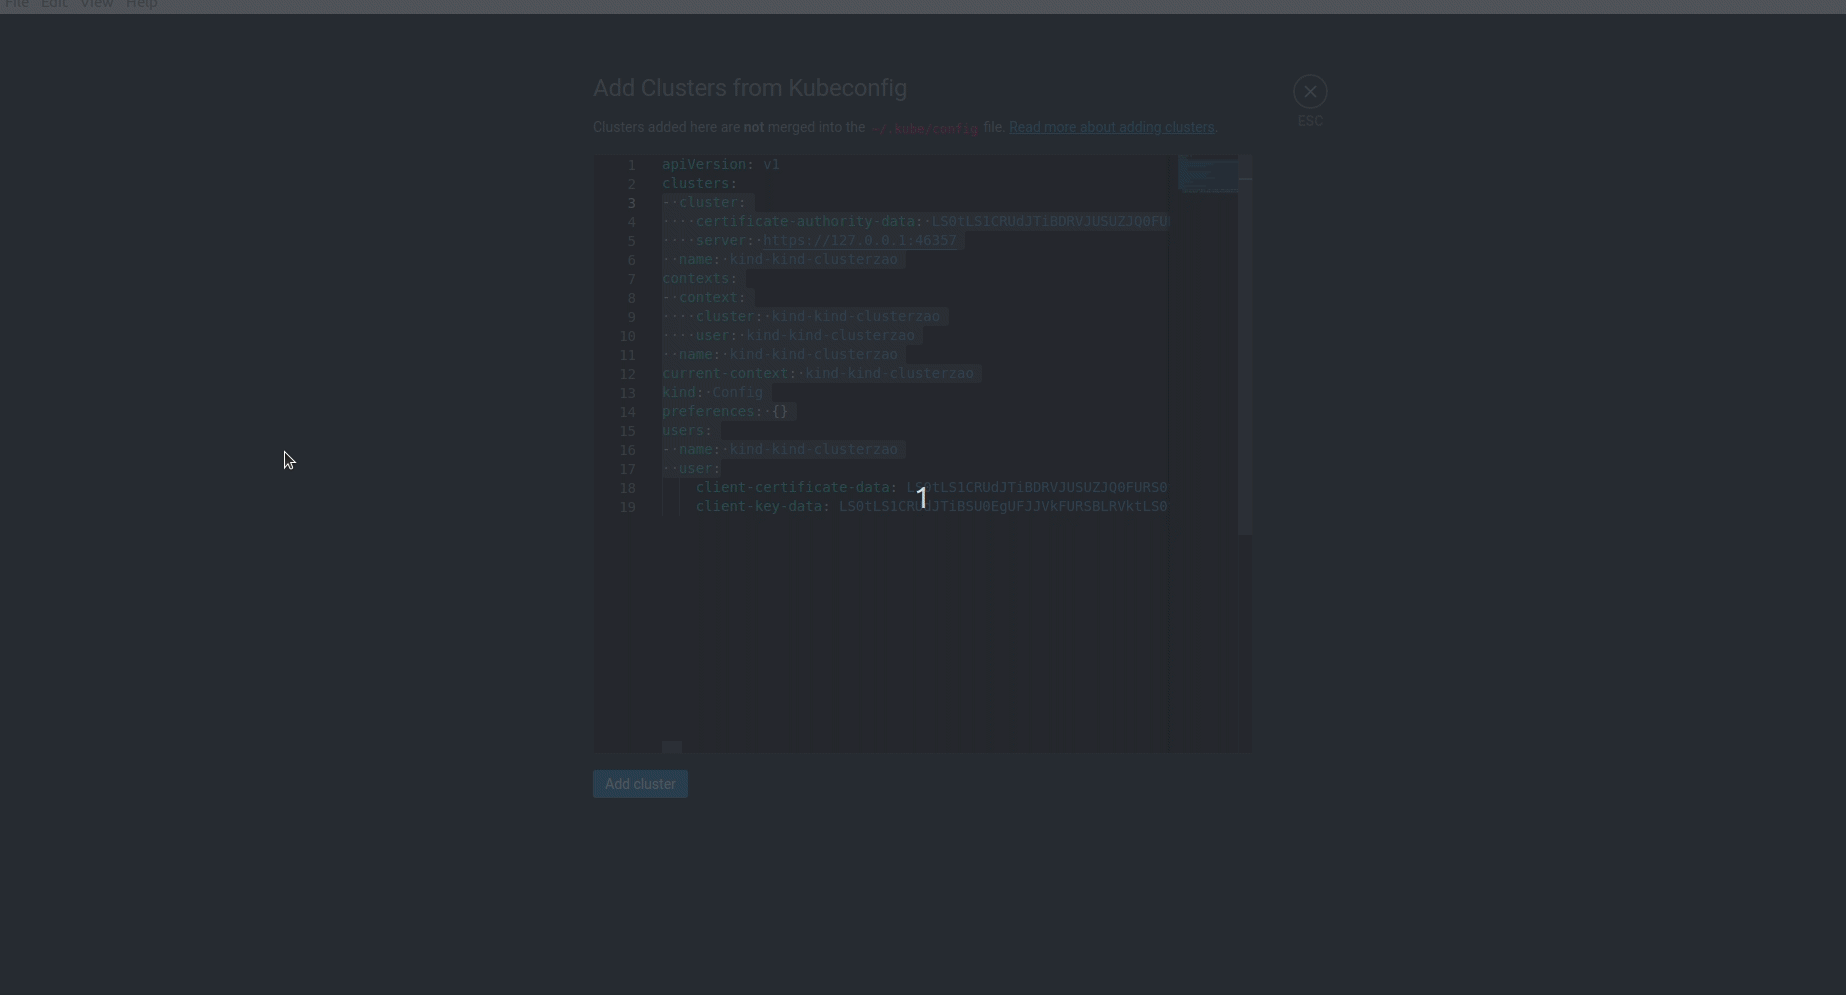 File Edit View Help
Add Clusters from Kubeconfig
ESC
Clusters added here are not merged into the ~/.kube/config file. Read more about adding clusters.
1 apiVersion: v1
2 clusters:
3 -·cluster:
4 ····certificate-authority-data:·LS0tLS1CRUdJTiBDRVJUSUZJQ0FU
5 ····server:·https://127.0.0.1:46357
6 ··name:·kind-kind-clusterzao
7 contexts:
8 -·context:
9 ····cluster:·kind-kind-clusterzao
10 ····user:·kind-kind-clusterzao
11 ··name:·kind-kind-clusterzao
12 current-context:·kind-kind-clusterzao
13 kind:·Config
14 preferences:·{}
15 users:
16 -·name:·kind-kind-clusterzao
17 ··user:
18 client-certificate-data: LS0tLS1CRUdJTiBDRVJUSUZJQ0FURS0
19 client-key-data: LS0tLS1CRUdJTiBSU0EgUFJJVkFURSBLRVktLS0
1
Add cluster